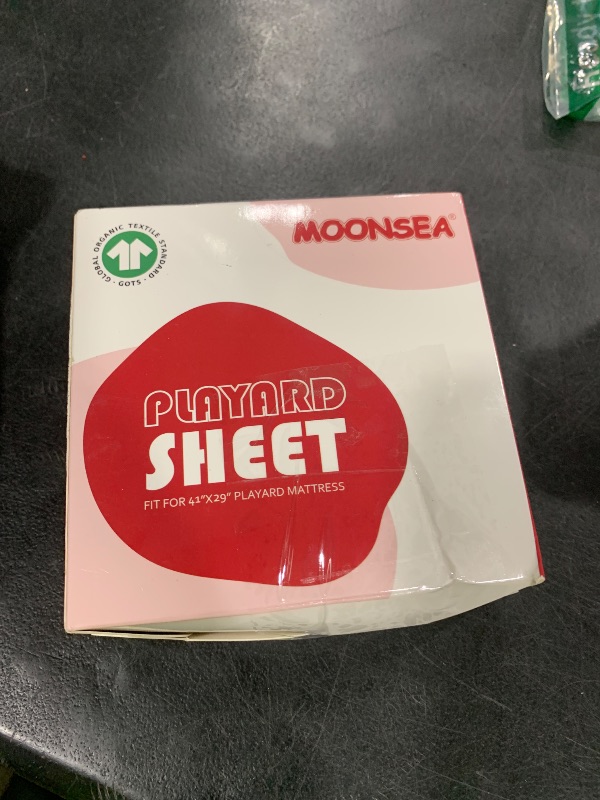 MOONSEA®
GLOBAL ORGANIC TEXTILE STANDARD · GOTS ·
PLAYARD
SHEET
FIT FOR 41"X29" PLAYARD MATTRESS